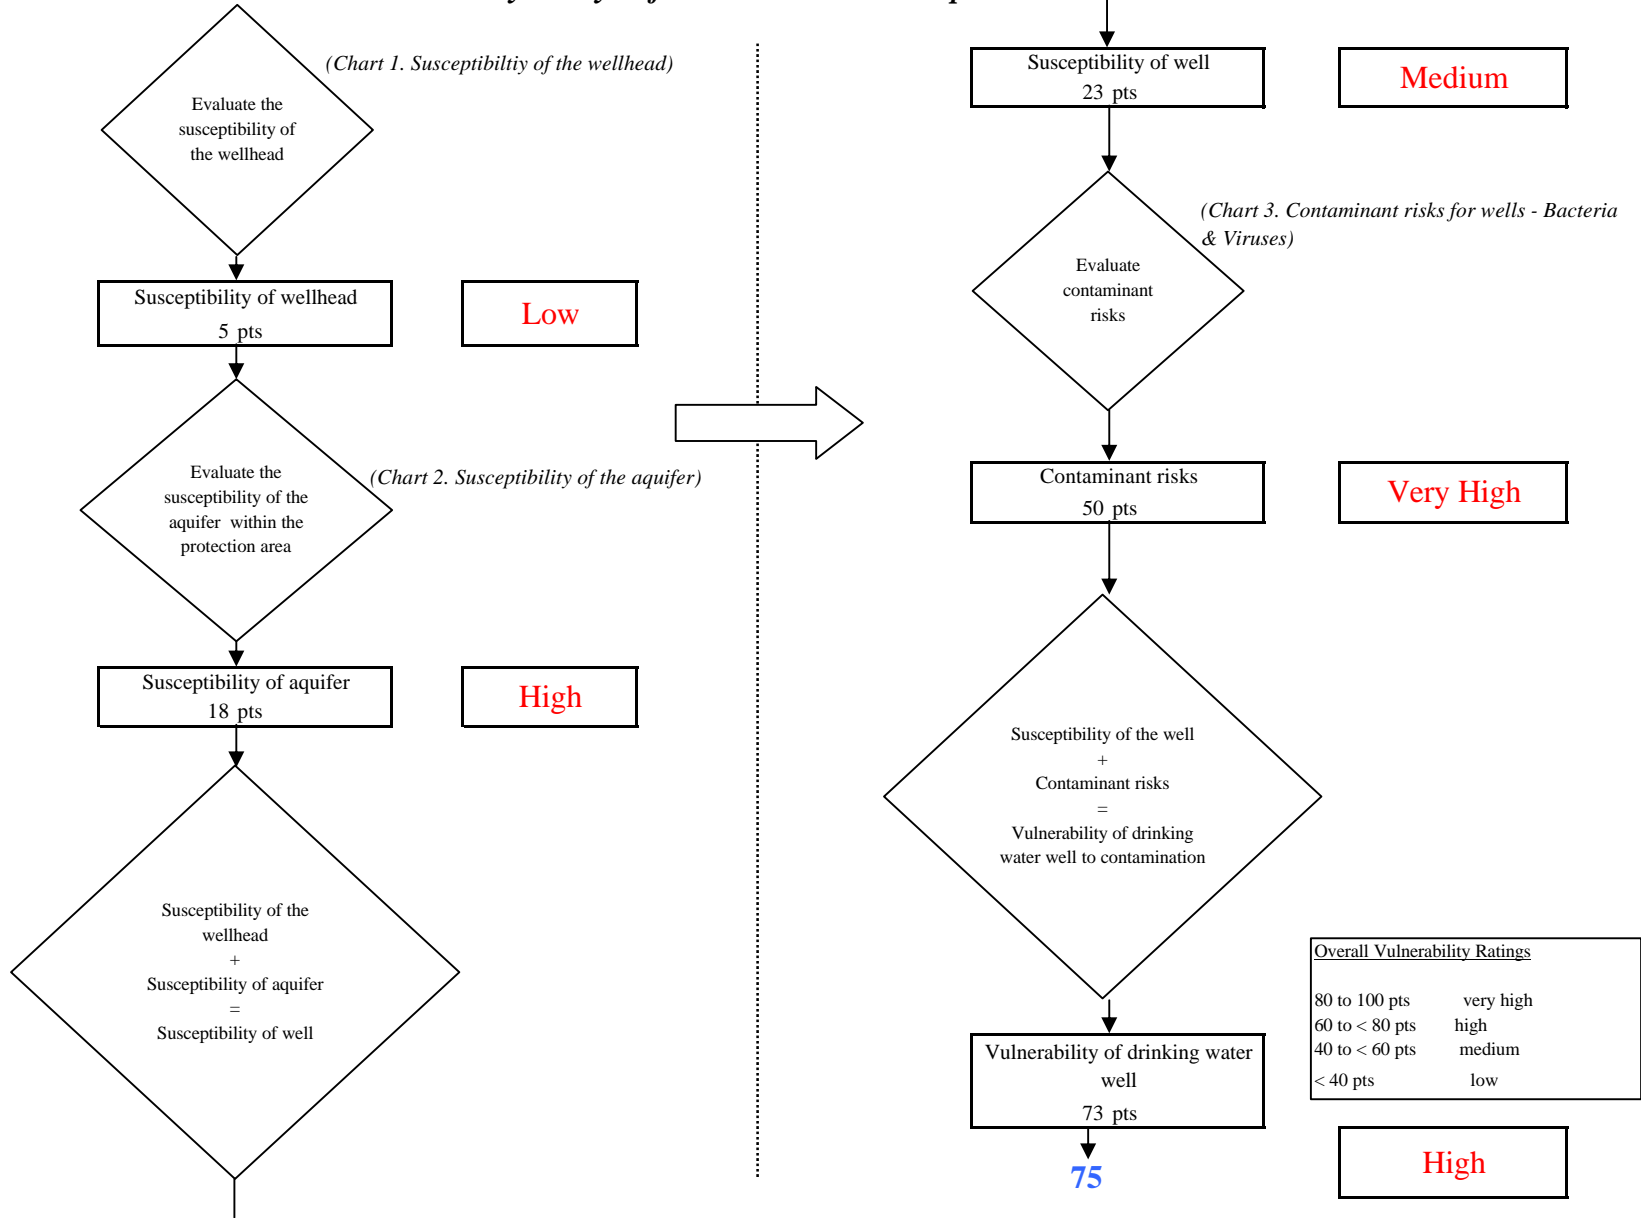 (Chart 1. Susceptibiltiy of the wellhead)
Evaluate the
susceptibility of
the wellhead
Susceptibility of wellhead
5 pts
Low
Evaluate the
susceptibility of the
aquifer within the
protection area
(Chart 2. Susceptibility of the aquifer)
Susceptibility of aquifer
18 pts
High
Susceptibility of the
wellhead
+
Susceptibility of aquifer
=
Susceptibility of well
Susceptibility of well
23 pts
Medium
(Chart 3. Contaminant risks for wells - Bacteria
& Viruses)
Evaluate
contaminant
risks
Contaminant risks
50 pts
Very High
Susceptibility of the well
+
Contaminant risks
=
Vulnerability of drinking
water well to contamination
Overall Vulnerability Ratings
80 to 100 pts very high
60 to < 80 pts high
40 to < 60 pts medium
< 40 pts low
Vulnerability of drinking water
well
73 pts
75
High